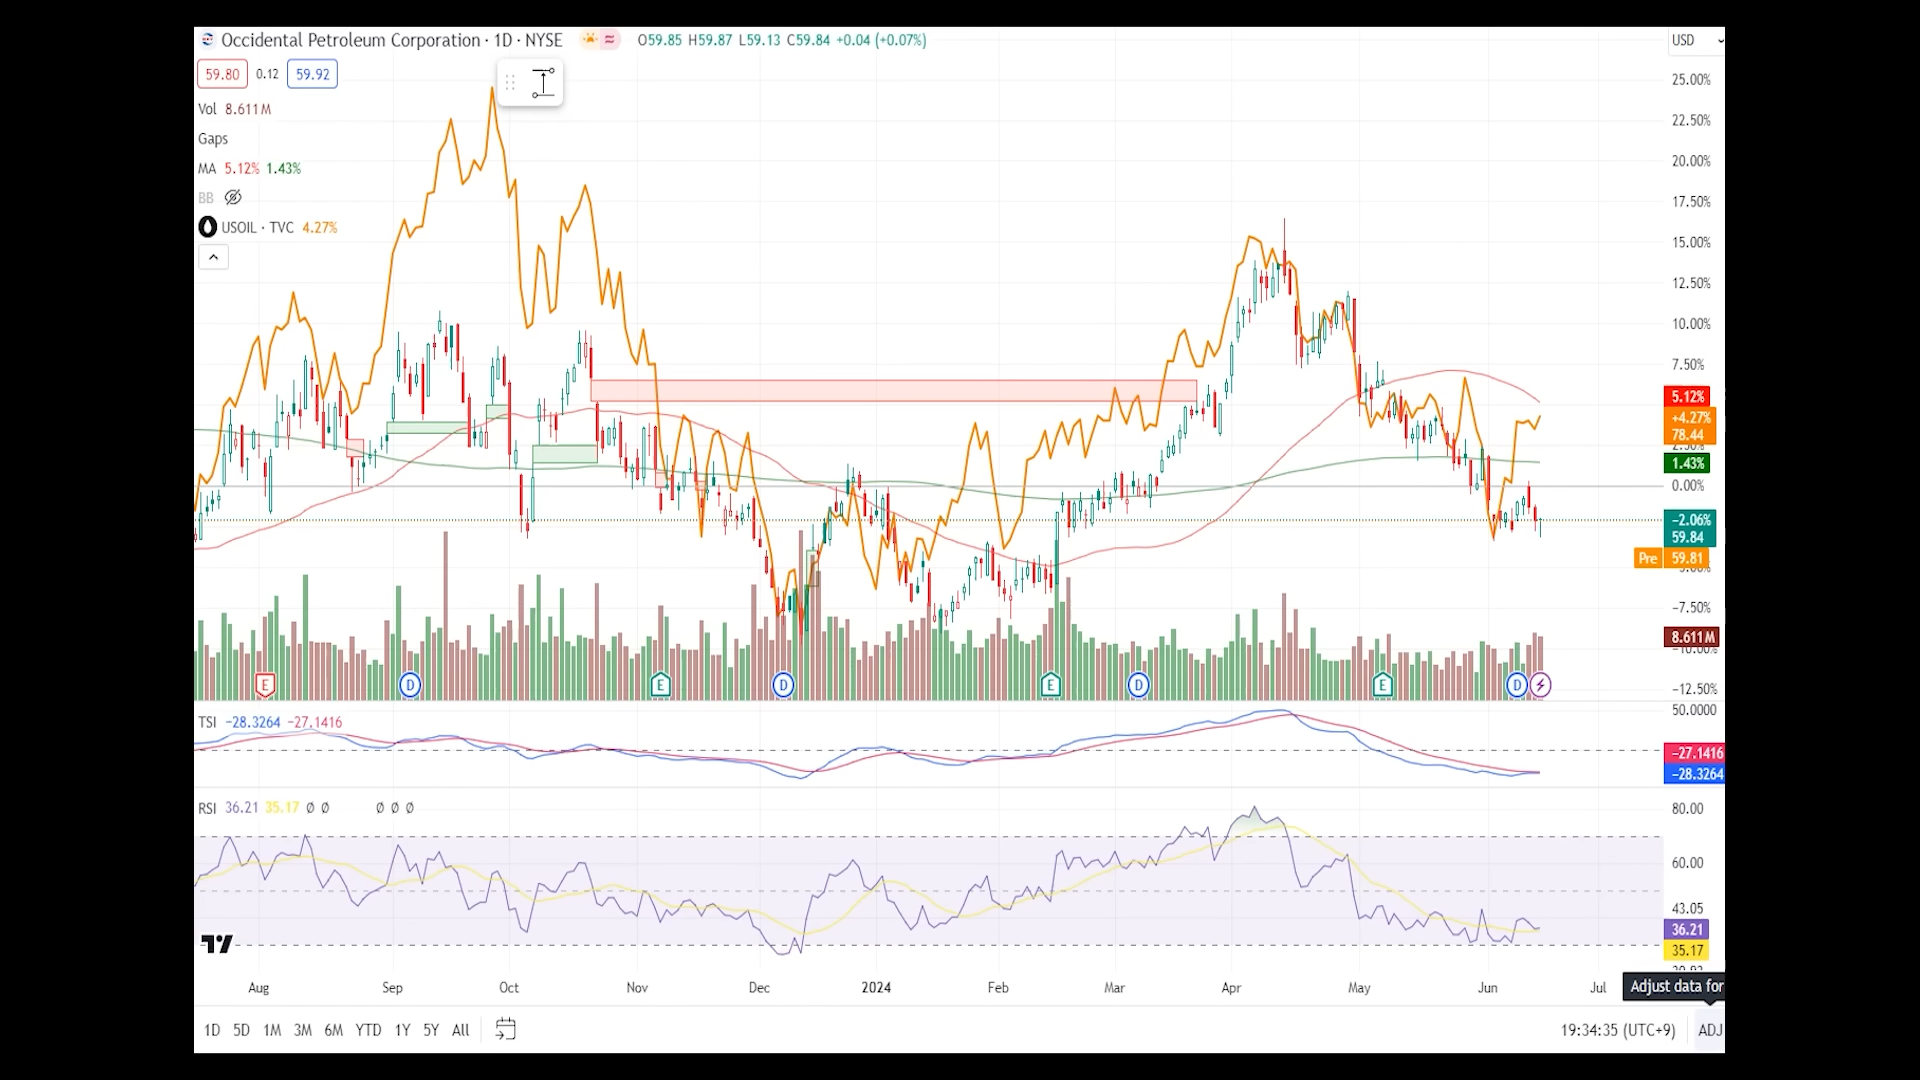 Occidental Petroleum Corporation · 1D · NYSE O59.85 H59.87 L59.13 C59.84 +0.04 (+0.07%) USD
59.80 0.12 59.92
Vol 8.611M
Gaps
MA 5.12% 1.43%
BB
USOIL · TVC 4.27%
25.00%
22.50%
20.00%
17.50%
15.00%
12.50%
10.00%
7.50%
5.12%
+4.27%
78.44
2.50%
1.43%
0.00%
−2.06%
59.84
Pre 59.81
−7.50%
8.611M
−10.00%
−12.50%
E D E D E D E D
TSI −28.3264 −27.1416
50.0000
−27.1416
−28.3264
RSI 36.21 35.17 Ø Ø Ø Ø Ø
80.00
60.00
43.05
36.21
35.17
Aug Sep Oct Nov Dec 2024 Feb Mar Apr May Jun Jul
Adjust data for
1D 5D 1M 3M 6M YTD 1Y 5Y All 19:34:35 (UTC+9) ADJ